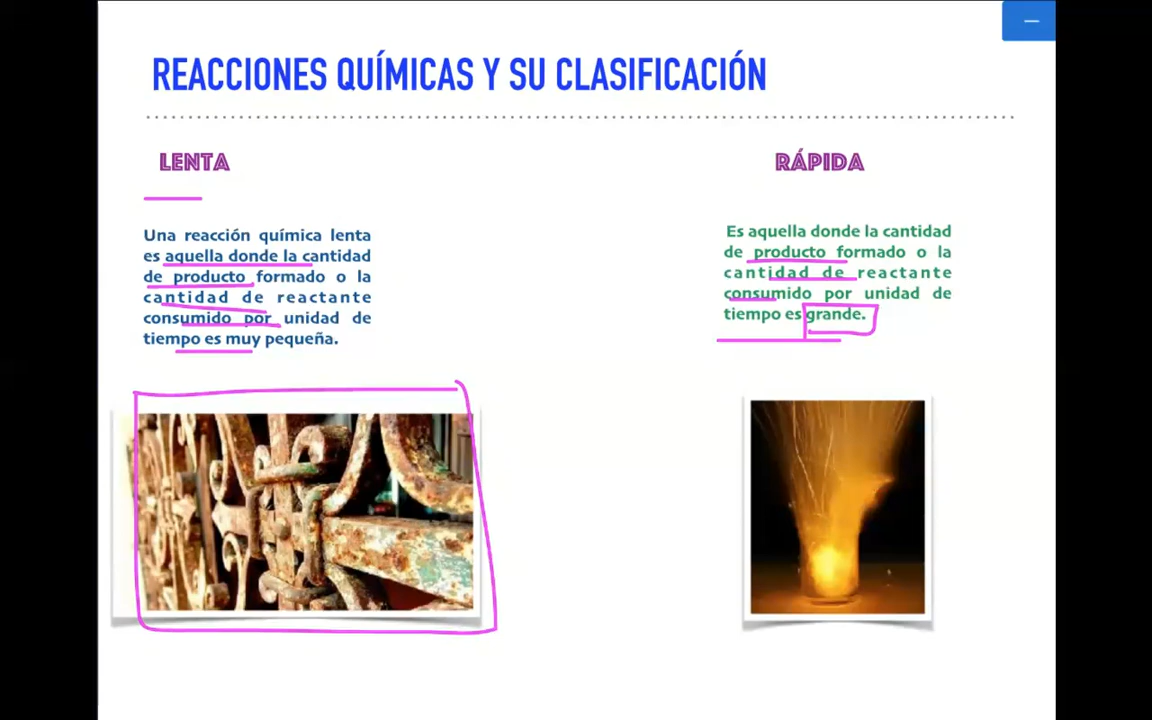 REACCIONES QUÍMICAS Y SU CLASIFICACIÓN
LENTA
Una reacción química lenta
es aquella donde la cantidad
de producto formado o la
cantidad de reactante
consumido por unidad de
tiempo es muy pequeña.
RÁPIDA
Es aquella donde la cantidad
de producto formado o la
cantidad de reactante
consumido por unidad de
tiempo es grande.